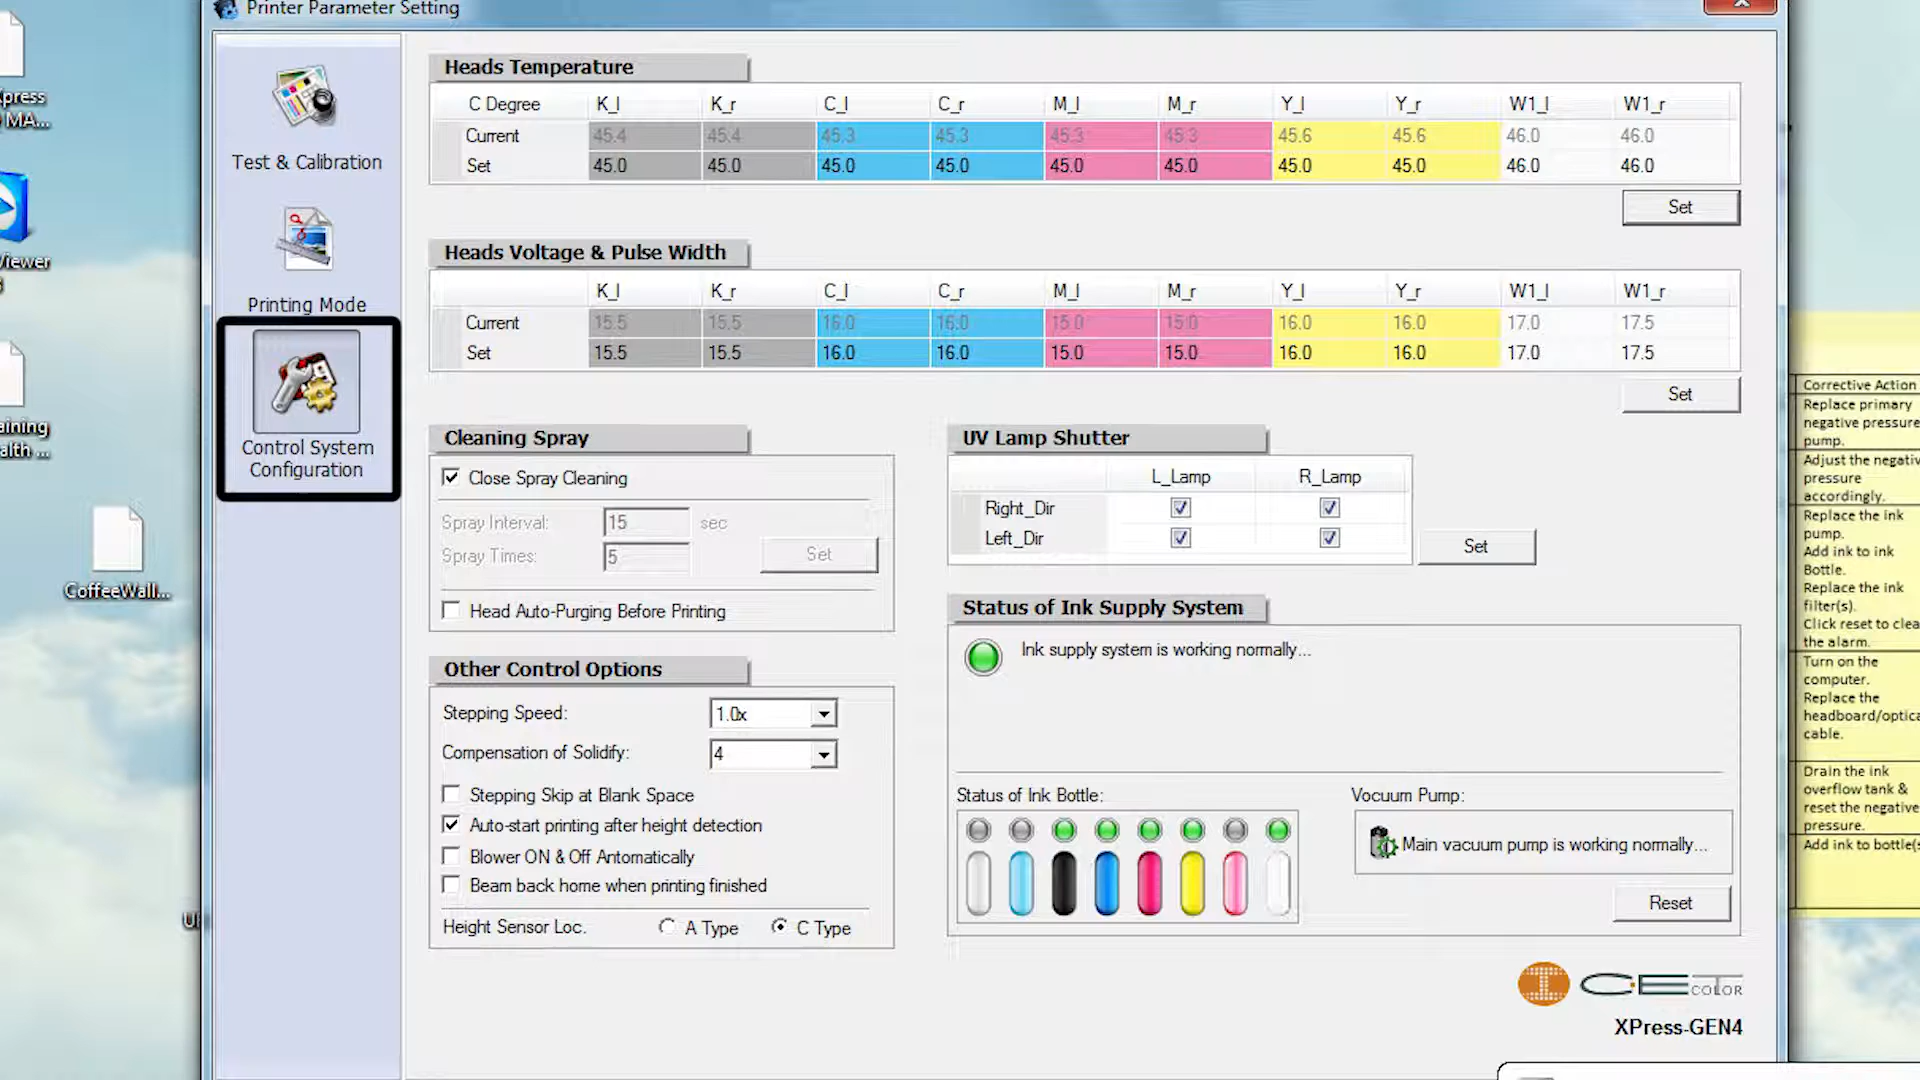 Printer Parameter Setting
Test & Calibration
Printing Mode
Control System
Configuration
Heads Temperature
C Degree K_l K_r C_l C_r M_l M_r Y_l Y_r W1_l W1_r
Current 45.4 45.4 45.3 45.3 45.3 45.3 45.6 45.6 46.0 46.0
Set 45.0 45.0 45.0 45.0 45.0 45.0 45.0 45.0 46.0 46.0
Set
Heads Voltage & Pulse Width
K_l K_r C_l C_r M_l M_r Y_l Y_r W1_l W1_r
Current 15.5 15.5 16.0 16.0 15.0 15.0 16.0 16.0 17.0 17.5
Set 15.5 15.5 16.0 16.0 15.0 15.0 16.0 16.0 17.0 17.5
Set
Cleaning Spray
Close Spray Cleaning
Spray Interval: 15 sec
Spray Times: 5
Set
Head Auto-Purging Before Printing
Other Control Options
Stepping Speed: 1.0x
Compensation of Solidify: 4
Stepping Skip at Blank Space
Auto-start printing after height detection
Blower ON & Off Antomatically
Beam back home when printing finished
Height Sensor Loc. A Type C Type
UV Lamp Shutter
L_Lamp R_Lamp
Right_Dir
Left_Dir
Set
Status of Ink Supply System
Ink supply system is working normally...
Status of Ink Bottle:
Vacuum Pump:
Main vacuum pump is working normally...
Reset
CET COLOR
XPress-GEN4
CoffeeWall...
Corrective Action
Replace primary
negative pressure
pump.
Adjust the negativ
pressure
accordingly.
Replace the ink
pump.
Add ink to ink
Bottle.
Replace the ink
filter(s).
Click reset to clea
the alarm.
Turn on the
computer.
Replace the
headboard/optica
cable.
Drain the ink
overflow tank &
reset the negative
pressure.
Add ink to bottle(s